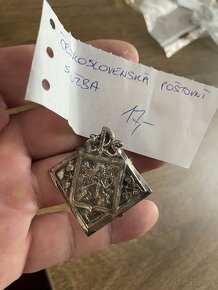 ČESKOSLOVENSKÁ POŠTOVNÍ
SLUŽBA
17,-